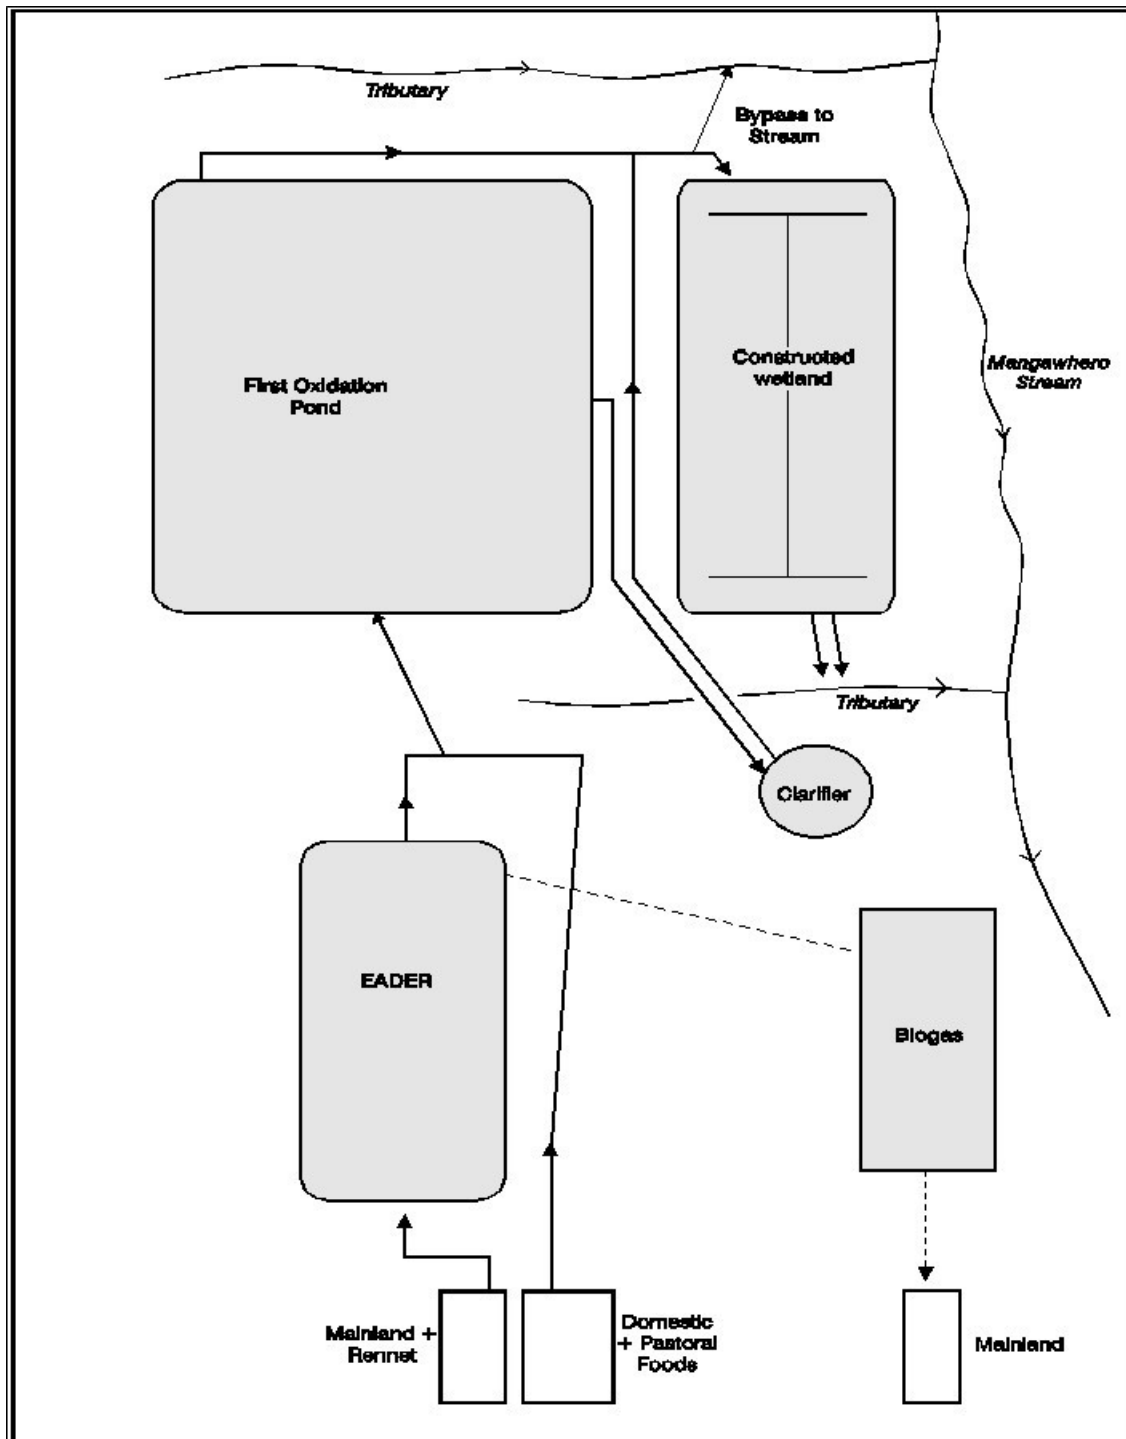 Tributary
Bypass to
Stream
First Oxidation
Pond
Constructed
wetland
Mangawhero
Stream
Tributary
Clarifier
EADER
Biogas
Mainland +
Rennet
Domestic
+ Pastoral
Foods
Mainland